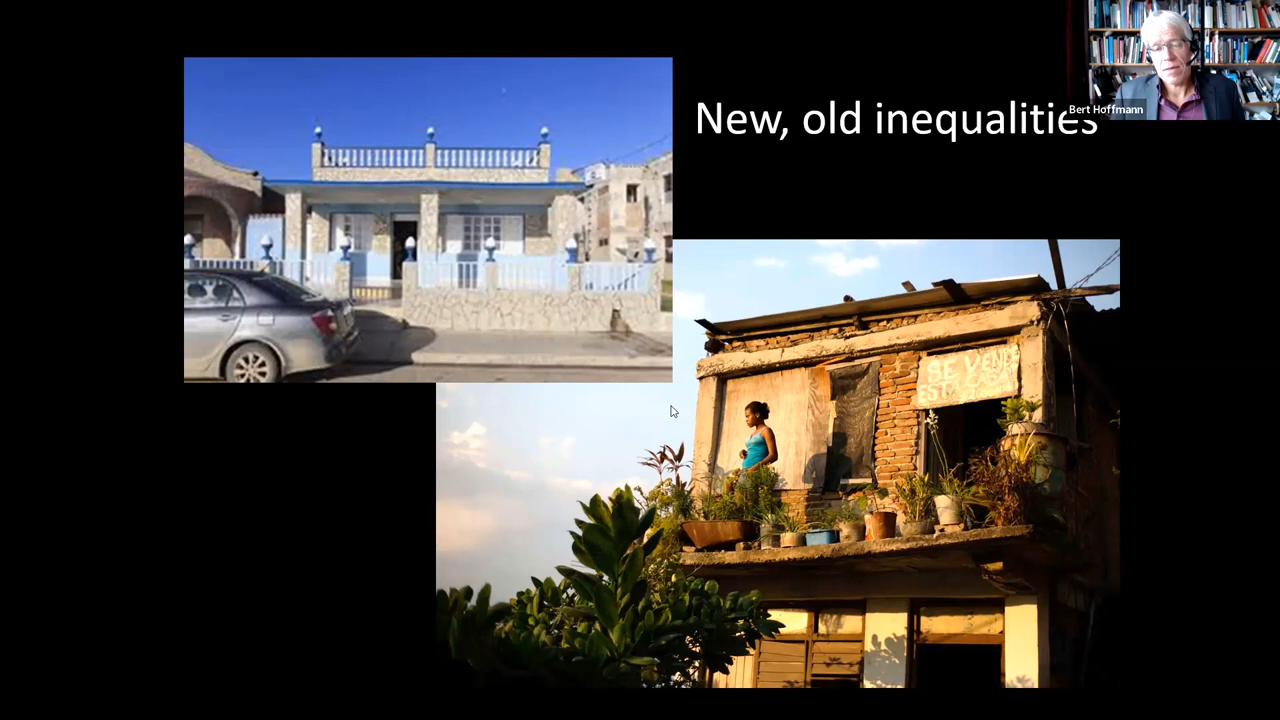 New, old inequalities
Bert Hoffmann
SE VENDE
ESTA CASA